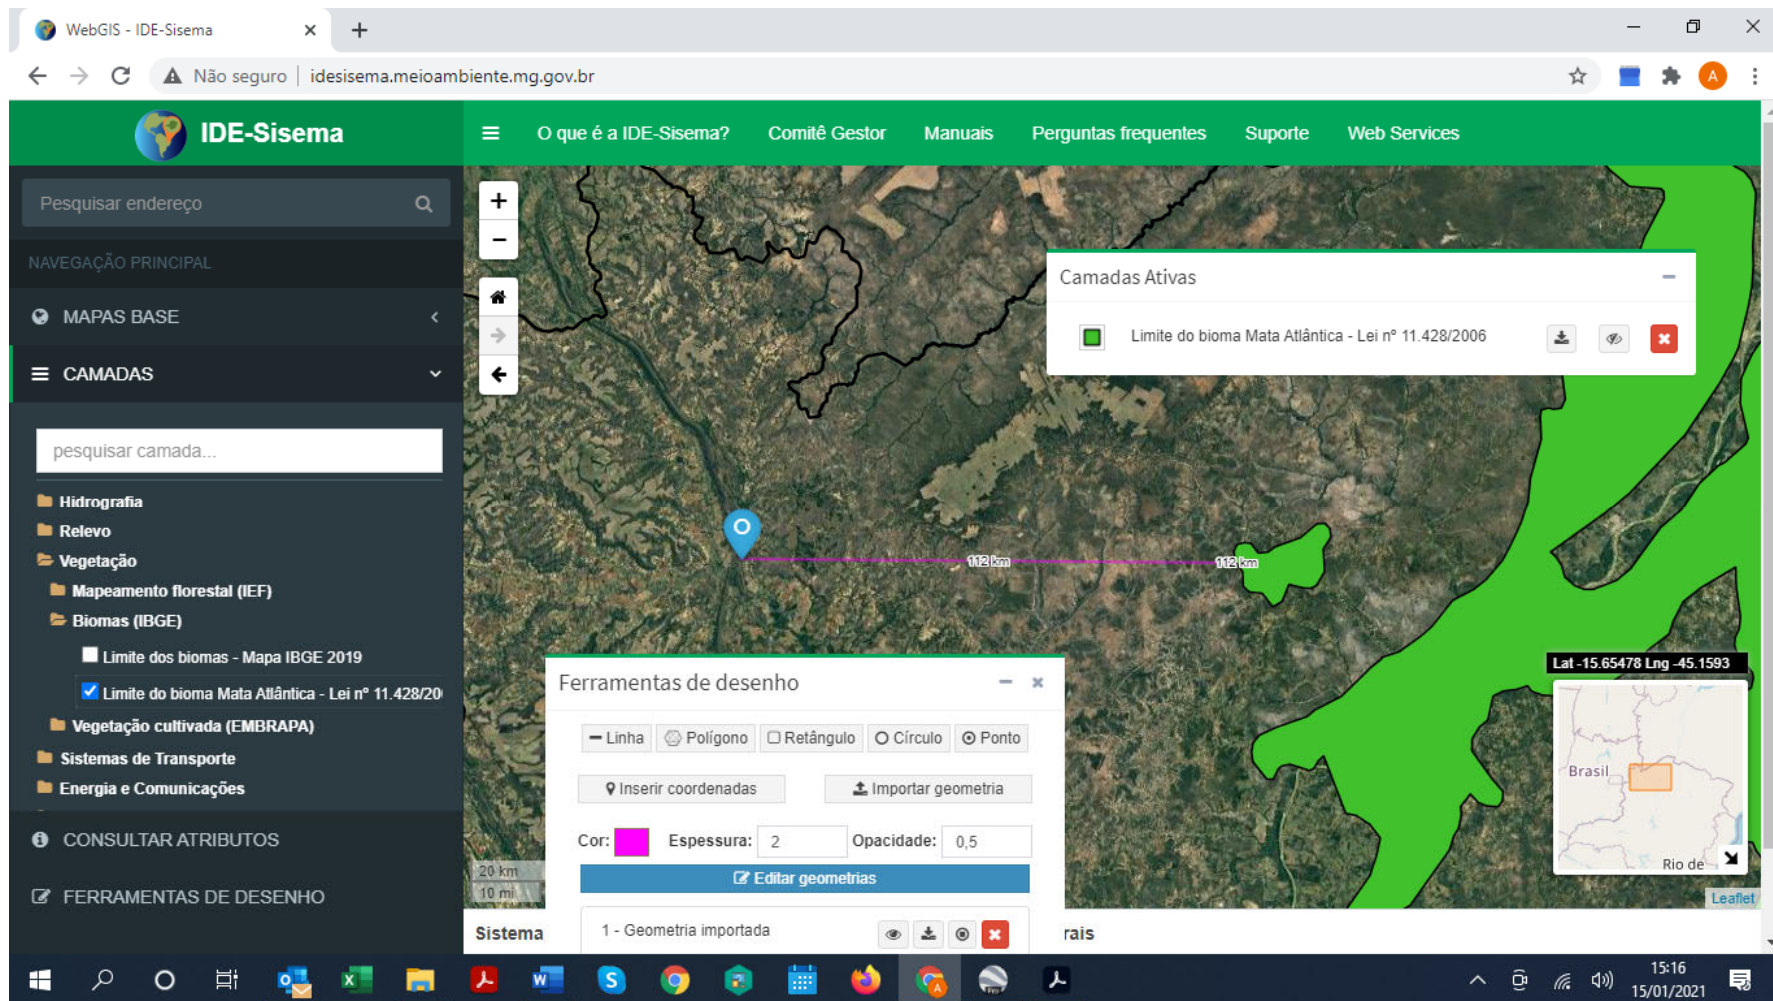 WebGIS - IDE-Sisema
Não seguro | idesisema.meioambiente.mg.gov.br
A
IDE-Sisema
O que é a IDE-Sisema? Comitê Gestor Manuais Perguntas frequentes Suporte Web Services
Pesquisar endereço
NAVEGAÇÃO PRINCIPAL
MAPAS BASE
CAMADAS
pesquisar camada...
Hidrografia
Relevo
Vegetação
Mapeamento florestal (IEF)
Biomas (IBGE)
Limite dos biomas - Mapa IBGE 2019
Limite do bioma Mata Atlântica - Lei nº 11.428/20
Vegetação cultivada (EMBRAPA)
Sistemas de Transporte
Energia e Comunicações
CONSULTAR ATRIBUTOS
FERRAMENTAS DE DESENHO
+
−
Camadas Ativas
Limite do bioma Mata Atlântica - Lei nº 11.428/2006
112 km
112 km
Ferramentas de desenho
Linha Polígono Retângulo Círculo Ponto
Inserir coordenadas Importar geometria
Cor: Espessura: 2 Opacidade: 0,5
Editar geometrias
1 - Geometria importada
20 km
10 mi
Lat -15.65478 Lng -45.1593
Brasil
Rio de
Leaflet
Sistema
rais
15:16
15/01/2021